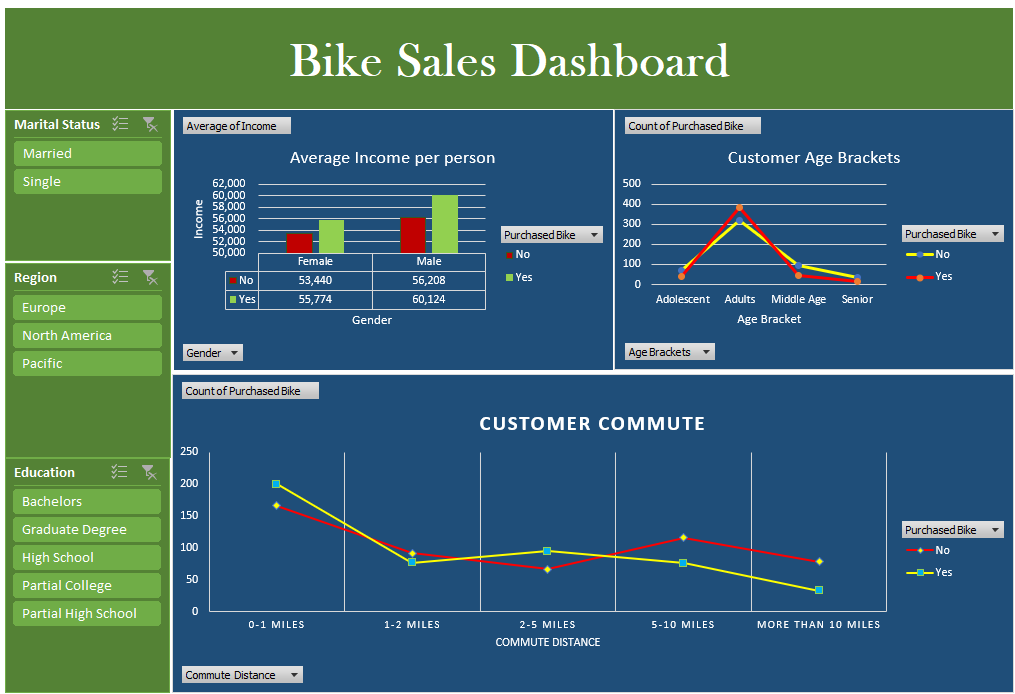 Bike Sales Dashboard
Marital Status
Married
Single
Region
Europe
North America
Pacific
Education
Bachelors
Graduate Degree
High School
Partial College
Partial High School
Average of Income
Average Income per person
62,000
60,000
58,000
56,000
54,000
52,000
50,000
Income
Female Male
No 53,440 56,208
Yes 55,774 60,124
Gender
Purchased Bike
No
Yes
Gender
Count of Purchased Bike
Customer Age Brackets
500
400
300
200
100
0
Adolescent Adults Middle Age Senior
Age Bracket
Purchased Bike
No
Yes
Age Brackets
Count of Purchased Bike
CUSTOMER COMMUTE
250
200
150
100
50
0
0-1 MILES 1-2 MILES 2-5 MILES 5-10 MILES MORE THAN 10 MILES
COMMUTE DISTANCE
Purchased Bike
No
Yes
Commute Distance